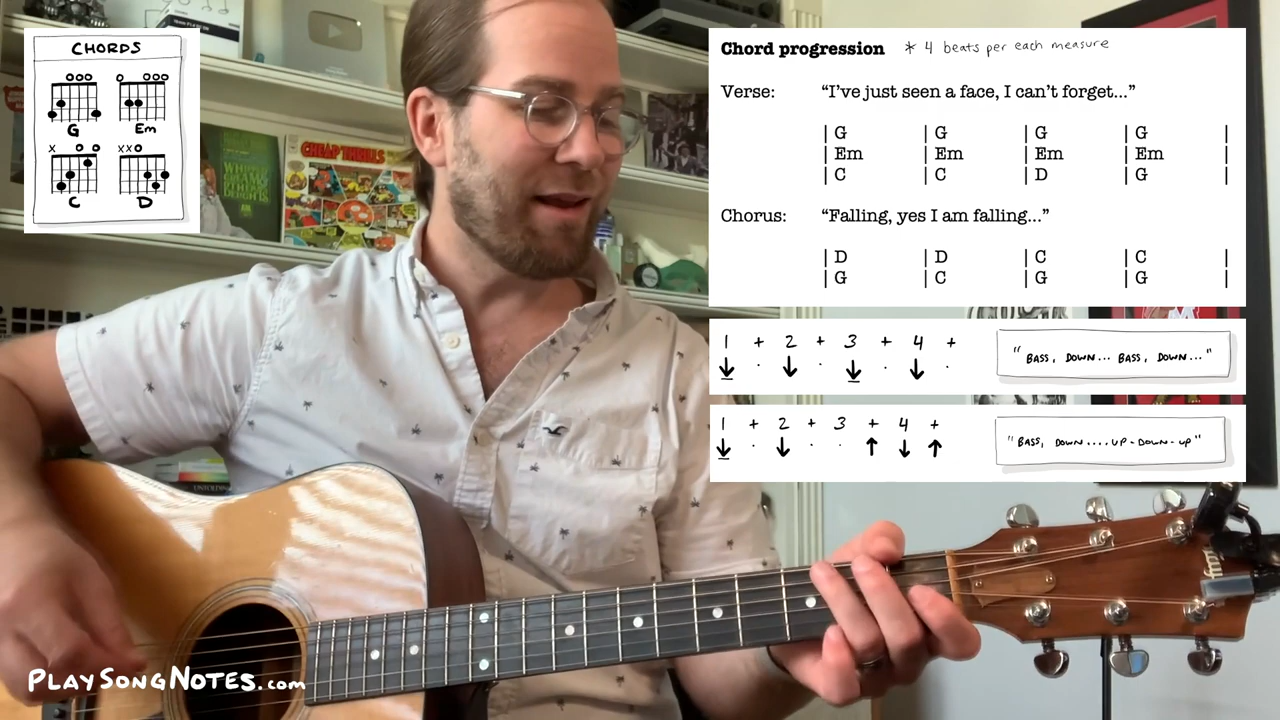 CHORDS
o o o o o o o
G Em
x o o x x o
C D
CHEAP THRILLS
Chord progression * 4 beats per each measure
Verse: “I’ve just seen a face, I can’t forget...”
| G | G | G | G |
| Em | Em | Em | Em |
| C | C | D | G |
Chorus: “Falling, yes I am falling...”
| D | D | C | C |
| G | C | G | G |
1 + 2 + 3 + 4 +
"BASS, DOWN... BASS, DOWN..."
1 + 2 + 3 + 4 +
"BASS, DOWN....UP-DOWN-UP"
PLAYSONGNOTES.com